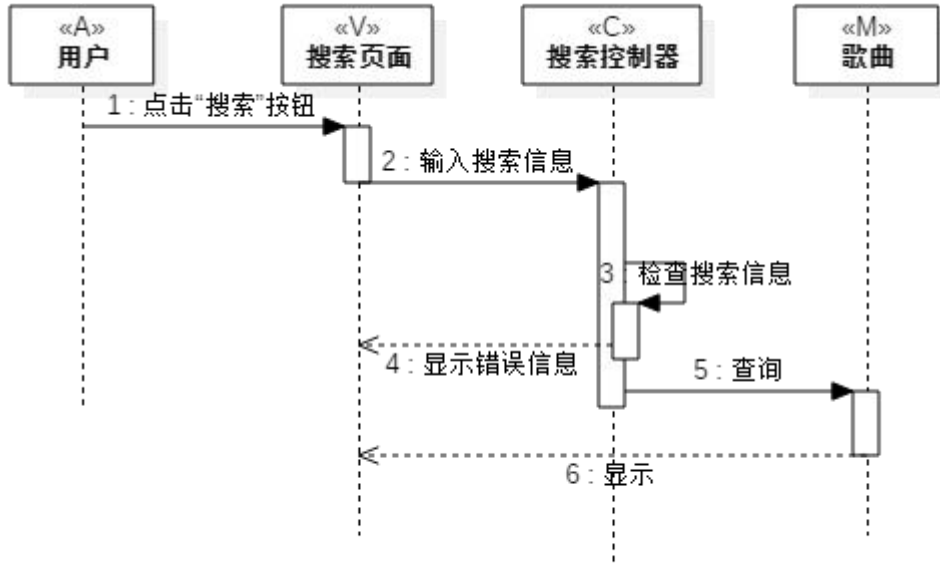 «A»
用户
«V»
搜索页面
«C»
搜索控制器
«M»
歌曲
1 : 点击“搜索”按钮
2 : 输入搜索信息
3 : 检查搜索信息
4 : 显示错误信息
5 : 查询
6 : 显示